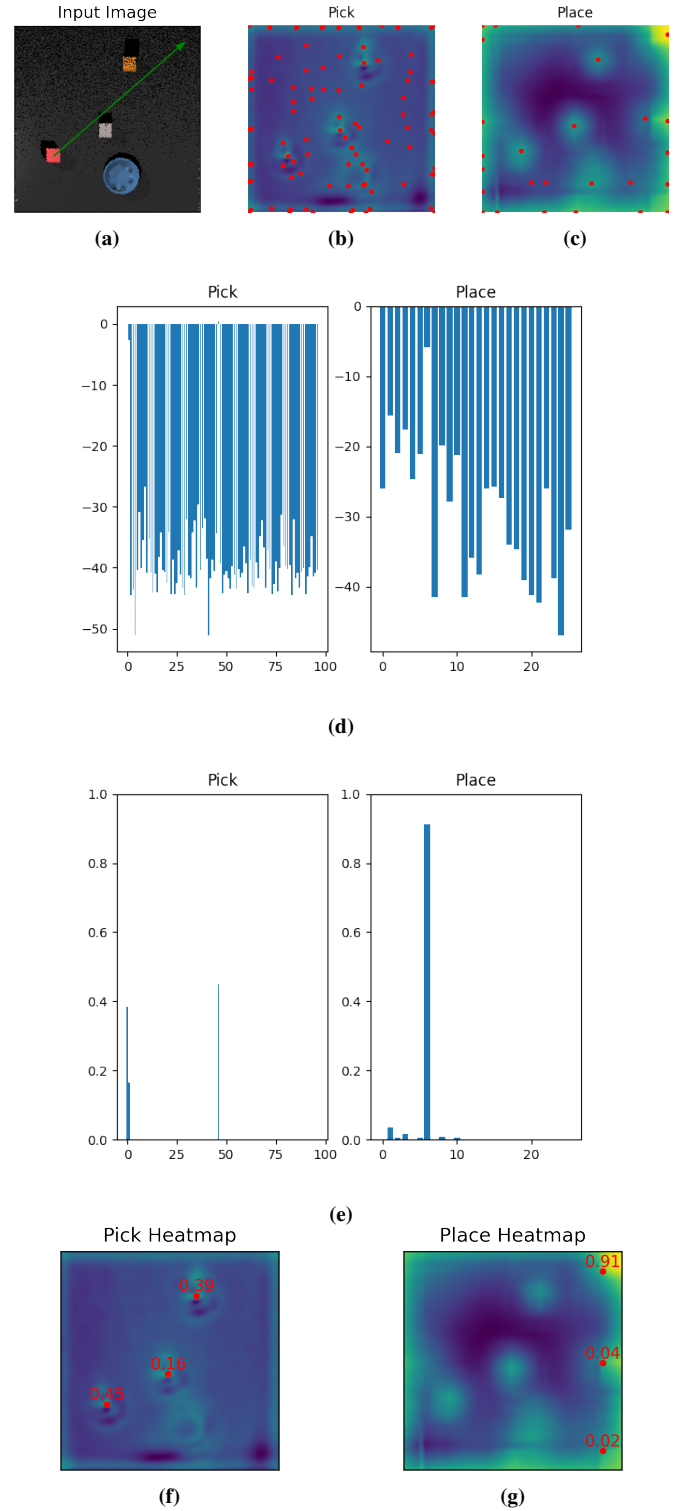 Input Image
Pick
Place
(a)
(b)
(c)
Pick
Place
0
−10
−20
−30
−40
−50
0
25
50
75
100
0
−10
−20
−30
−40
0
10
20
(d)
Pick
Place
1.0
0.8
0.6
0.4
0.2
0.0
0
25
50
75
100
1.0
0.8
0.6
0.4
0.2
0.0
0
10
20
(e)
Pick Heatmap
Place Heatmap
0.39
0.16
0.45
0.91
0.04
0.02
(f)
(g)